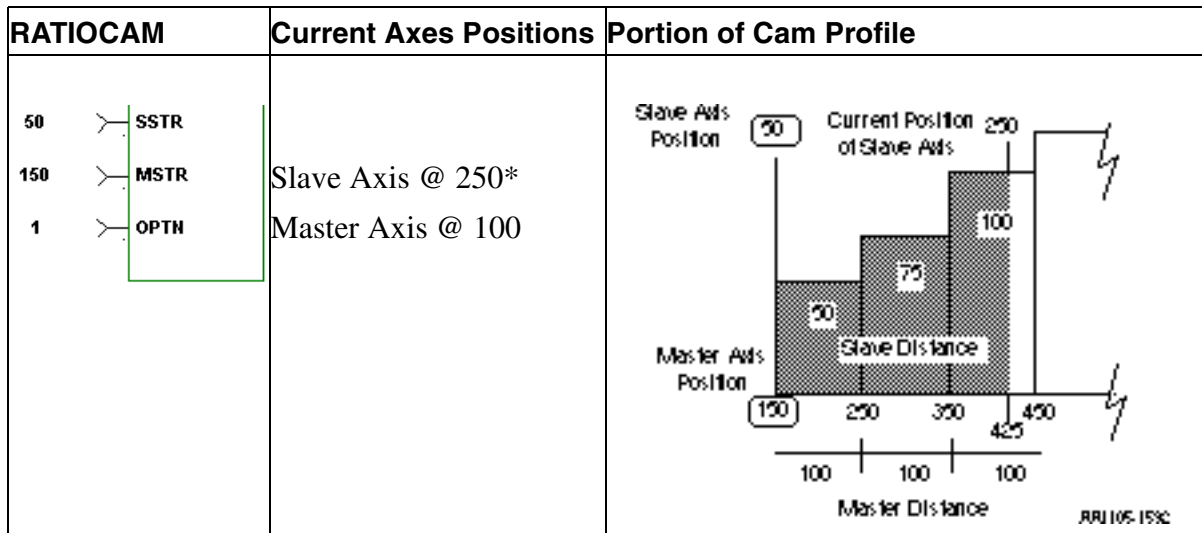 RATIOCAM
Current Axes Positions
Portion of Cam Profile
50 SSTR
150 MSTR
1 OPTN
Slave Axis @ 250*
Master Axis @ 100
Slave Axis
Position
50
Current Position
of Slave Axis
250
100
75
50
Slave Distance
Master Axis
Position
150 250 350 450
425
100 100 100
Master Distance